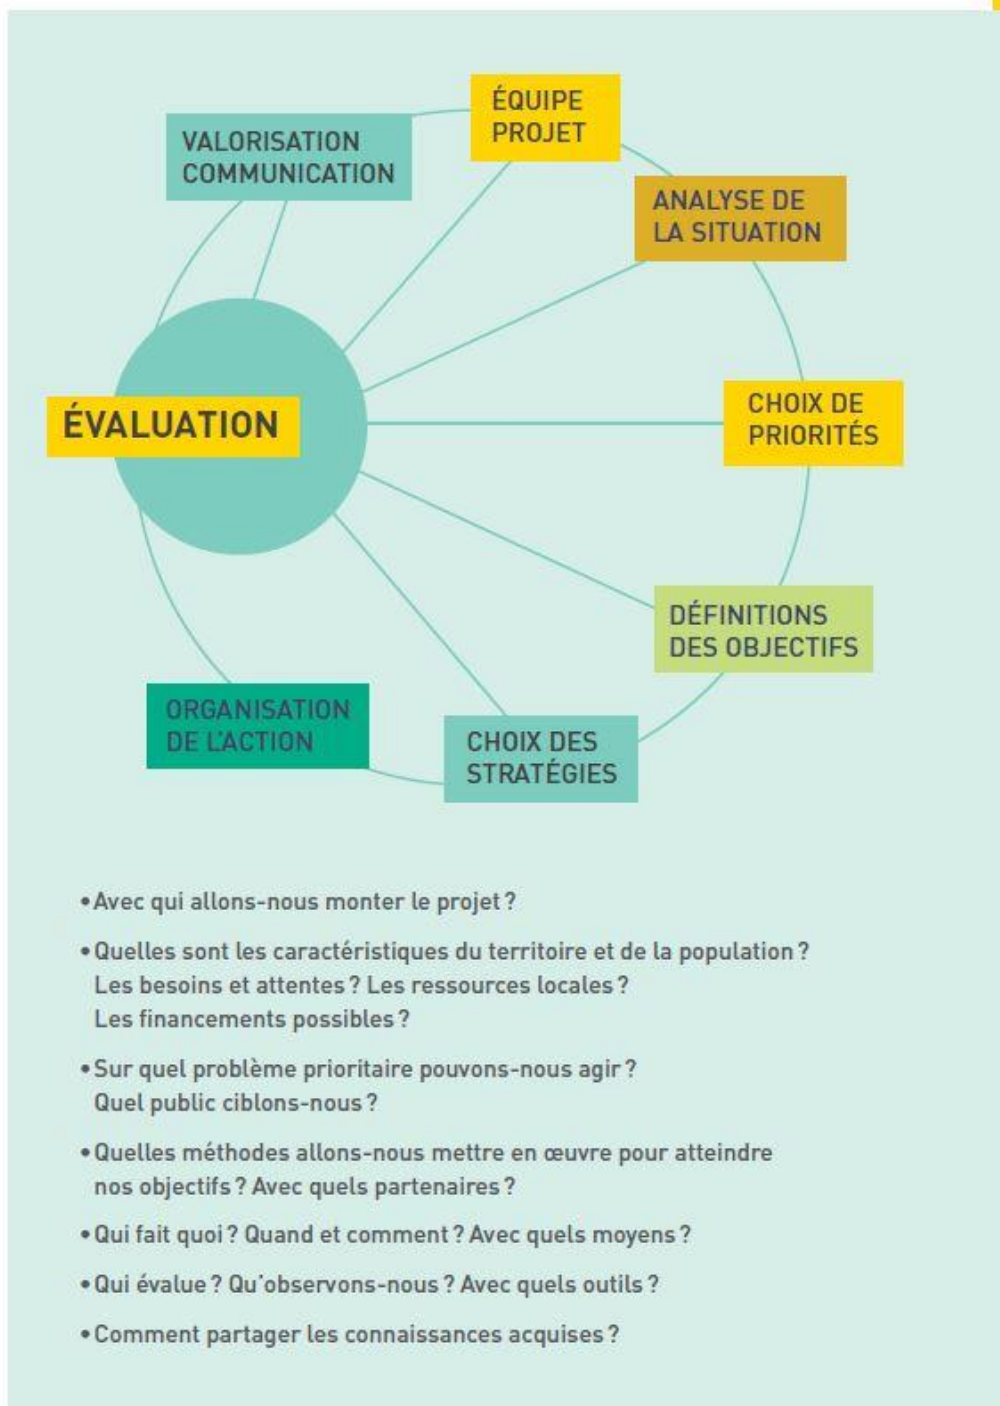 ÉQUIPE
PROJET
VALORISATION
COMMUNICATION
ANALYSE DE
LA SITUATION
ÉVALUATION
CHOIX DE
PRIORITÉS
DÉFINITIONS
DES OBJECTIFS
ORGANISATION
DE L'ACTION
CHOIX DES
STRATÉGIES
• Avec qui allons-nous monter le projet ?
• Quelles sont les caractéristiques du territoire et de la population ?
Les besoins et attentes ? Les ressources locales ?
Les financements possibles ?
• Sur quel problème prioritaire pouvons-nous agir ?
Quel public ciblons-nous ?
• Quelles méthodes allons-nous mettre en œuvre pour atteindre
nos objectifs ? Avec quels partenaires ?
• Qui fait quoi ? Quand et comment ? Avec quels moyens ?
• Qui évalue ? Qu'observons-nous ? Avec quels outils ?
• Comment partager les connaissances acquises ?